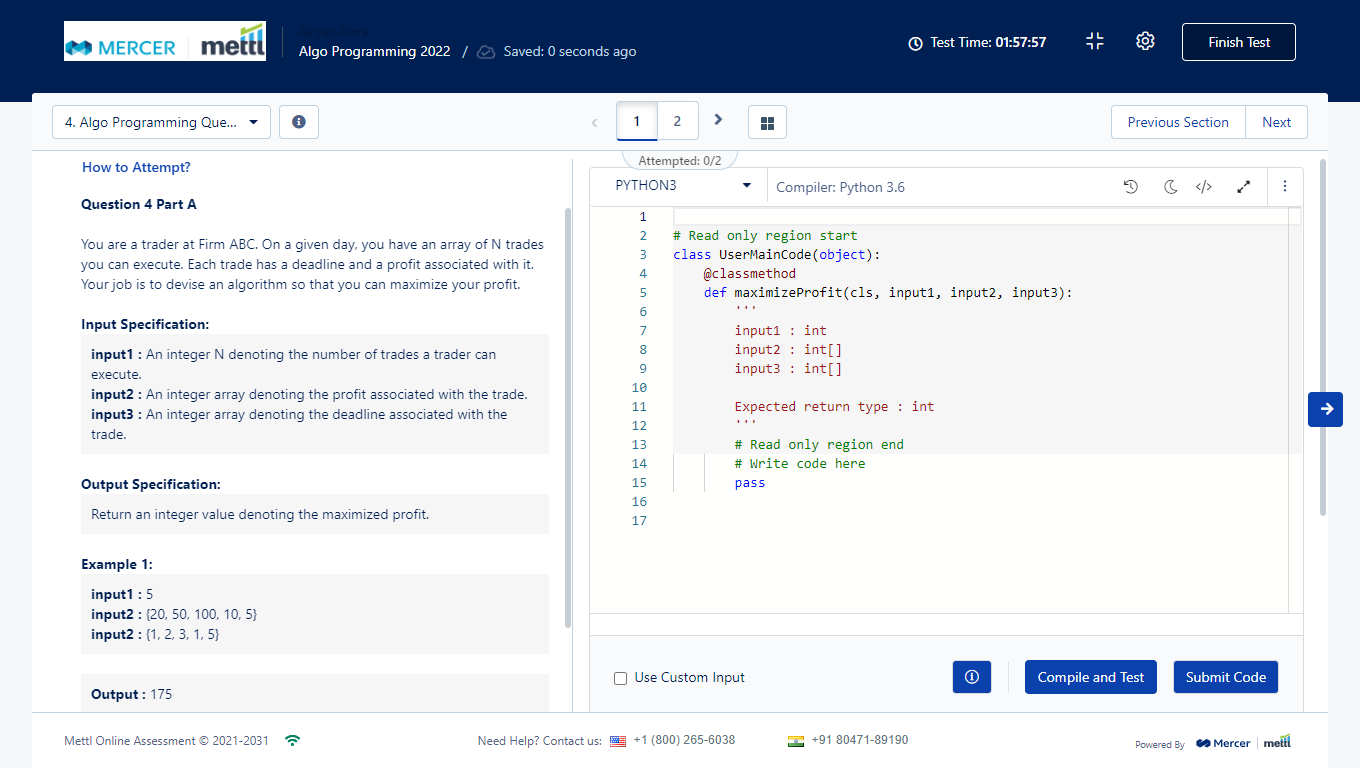 MERCER mettl
Algo Programming 2022 / Saved: 0 seconds ago
Test Time: 01:57:57
Finish Test
4. Algo Programming Que...
1 2
Previous Section Next
Attempted: 0/2
How to Attempt?
Question 4 Part A
You are a trader at Firm ABC. On a given day, you have an array of N trades
you can execute. Each trade has a deadline and a profit associated with it.
Your job is to devise an algorithm so that you can maximize your profit.
Input Specification:
input1 : An integer N denoting the number of trades a trader can
execute.
input2 : An integer array denoting the profit associated with the trade.
input3 : An integer array denoting the deadline associated with the
trade.
Output Specification:
Return an integer value denoting the maximized profit.
Example 1:
input1 : 5
input2 : {20, 50, 100, 10, 5}
input2 : {1, 2, 3, 1, 5}
Output : 175
PYTHON3 Compiler: Python 3.6
1
2 # Read only region start
3 class UserMainCode(object):
4 @classmethod
5 def maximizeProfit(cls, input1, input2, input3):
6 '''
7 input1 : int
8 input2 : int[]
9 input3 : int[]
10
11 Expected return type : int
12 '''
13 # Read only region end
14 # Write code here
15 pass
16
17
Use Custom Input
Compile and Test
Submit Code
Mettl Online Assessment © 2021-2031
Need Help? Contact us: +1 (800) 265-6038 +91 80471-89190
Powered By Mercer mettl